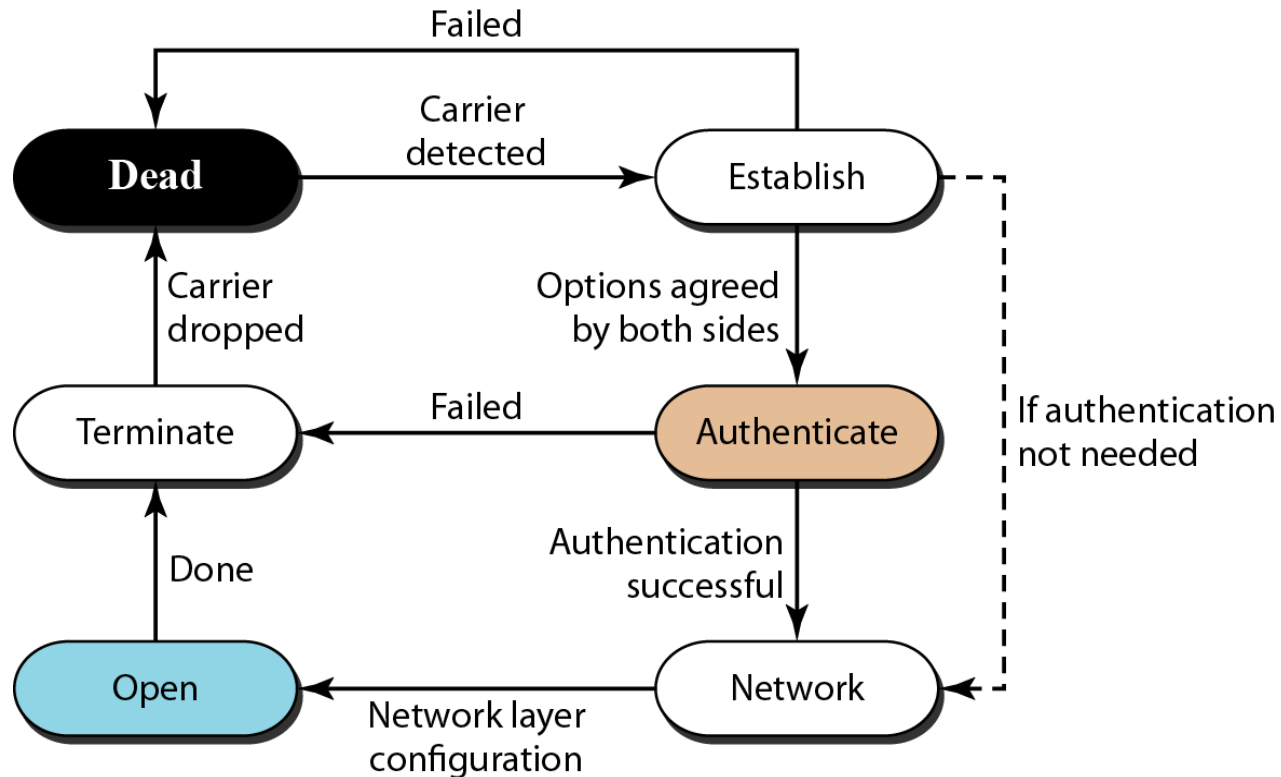 Failed
Carrier
detected
Dead
Establish
Carrier
dropped
Options agreed
by both sides
Terminate
Failed
Authenticate
If authentication
not needed
Done
Authentication
successful
Open
Network
Network layer
configuration